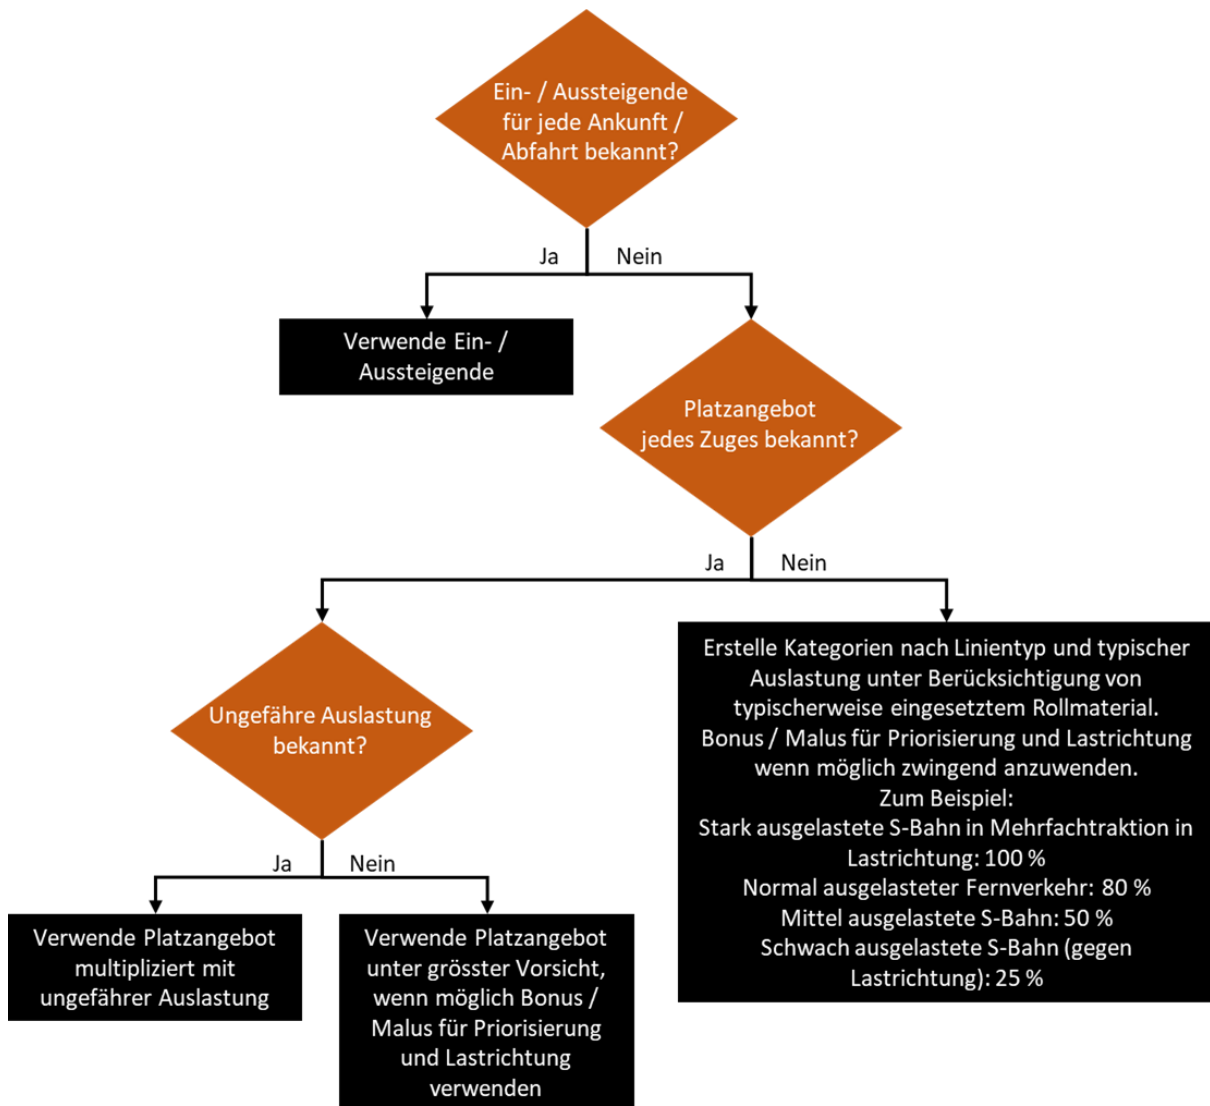 Ein- / Aussteigende
für jede Ankunft /
Abfahrt bekannt?
Ja
Nein
Verwende Ein- /
Aussteigende
Platzangebot
jedes Zuges bekannt?
Ja
Nein
Ungefähre Auslastung
bekannt?
Erstelle Kategorien nach Linientyp und typischer
Auslastung unter Berücksichtigung von
typischerweise eingesetztem Rollmaterial.
Bonus / Malus für Priorisierung und Lastrichtung
wenn möglich zwingend anzuwenden.
Zum Beispiel:
Stark ausgelastete S-Bahn in Mehrfachtraktion in
Lastrichtung: 100 %
Normal ausgelasteter Fernverkehr: 80 %
Mittel ausgelastete S-Bahn: 50 %
Schwach ausgelastete S-Bahn (gegen
Lastrichtung): 25 %
Ja
Nein
Verwende Platzangebot
multipliziert mit
ungefährer Auslastung
Verwende Platzangebot
unter grösster Vorsicht,
wenn möglich Bonus /
Malus für Priorisierung
und Lastrichtung
verwenden